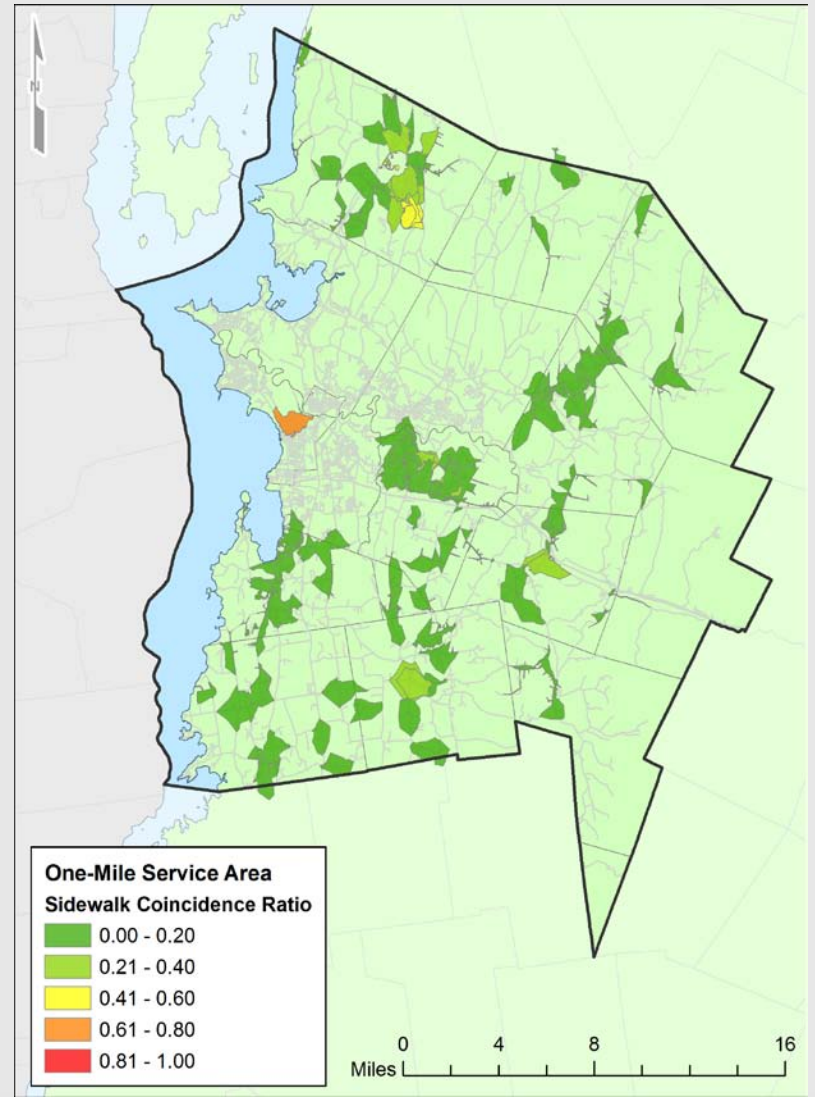 N
One-Mile Service Area
Sidewalk Coincidence Ratio
0.00 - 0.20
0.21 - 0.40
0.41 - 0.60
0.61 - 0.80
0.81 - 1.00
0 4 8 16
Miles